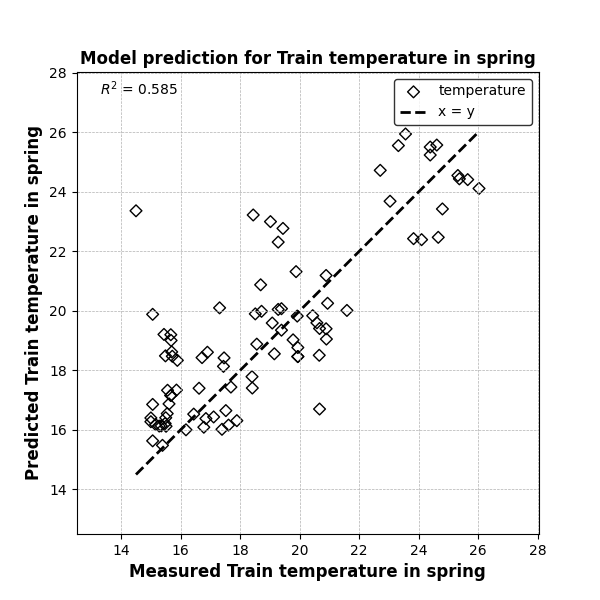 Model prediction for Train temperature in spring
R² = 0.585
temperature
x = y
28
26
24
22
20
18
16
14
Predicted Train temperature in spring
14 16 18 20 22 24 26 28
Measured Train temperature in spring